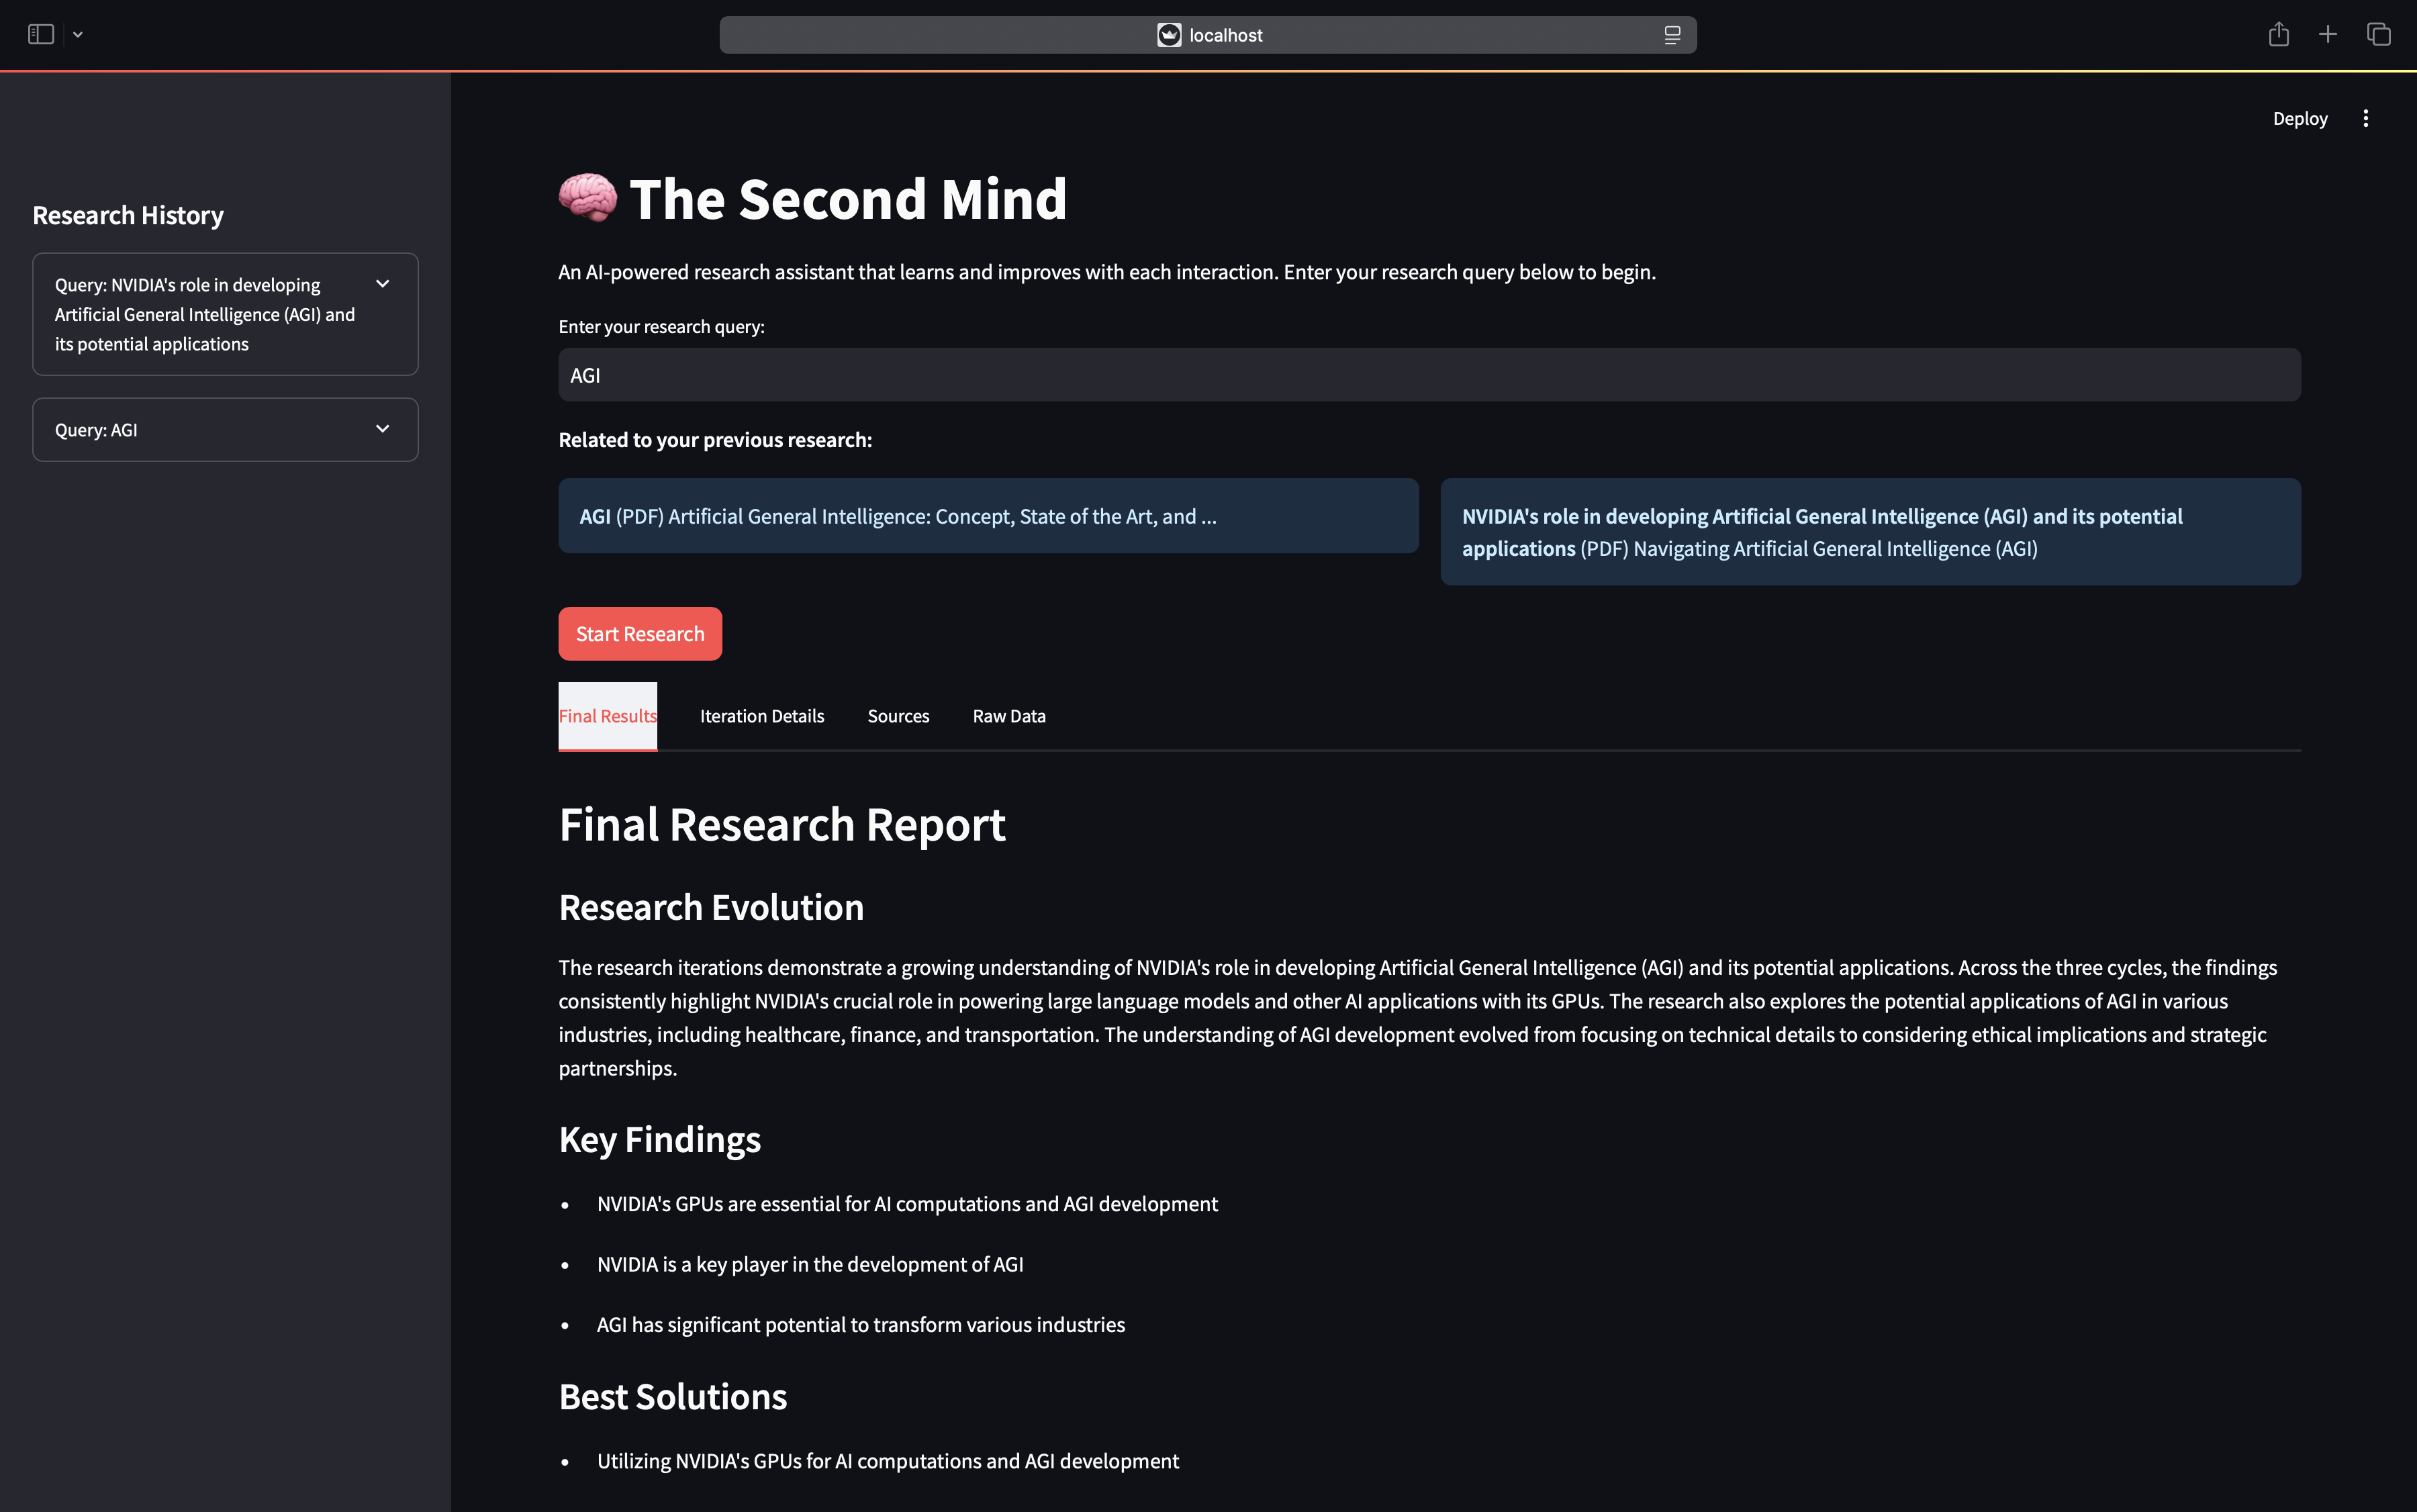 localhost
Deploy
Research History
Query: NVIDIA's role in developing
Artificial General Intelligence (AGI) and
its potential applications
Query: AGI
The Second Mind
An AI-powered research assistant that learns and improves with each interaction. Enter your research query below to begin.
Enter your research query:
AGI
Related to your previous research:
AGI (PDF) Artificial General Intelligence: Concept, State of the Art, and ...
NVIDIA's role in developing Artificial General Intelligence (AGI) and its potential
applications (PDF) Navigating Artificial General Intelligence (AGI)
Start Research
Final Results
Iteration Details
Sources
Raw Data
Final Research Report
Research Evolution
The research iterations demonstrate a growing understanding of NVIDIA's role in developing Artificial General Intelligence (AGI) and its potential applications. Across the three cycles, the findings
consistently highlight NVIDIA's crucial role in powering large language models and other AI applications with its GPUs. The research also explores the potential applications of AGI in various
industries, including healthcare, finance, and transportation. The understanding of AGI development evolved from focusing on technical details to considering ethical implications and strategic
partnerships.
Key Findings
• NVIDIA's GPUs are essential for AI computations and AGI development
• NVIDIA is a key player in the development of AGI
• AGI has significant potential to transform various industries
Best Solutions
• Utilizing NVIDIA's GPUs for AI computations and AGI development